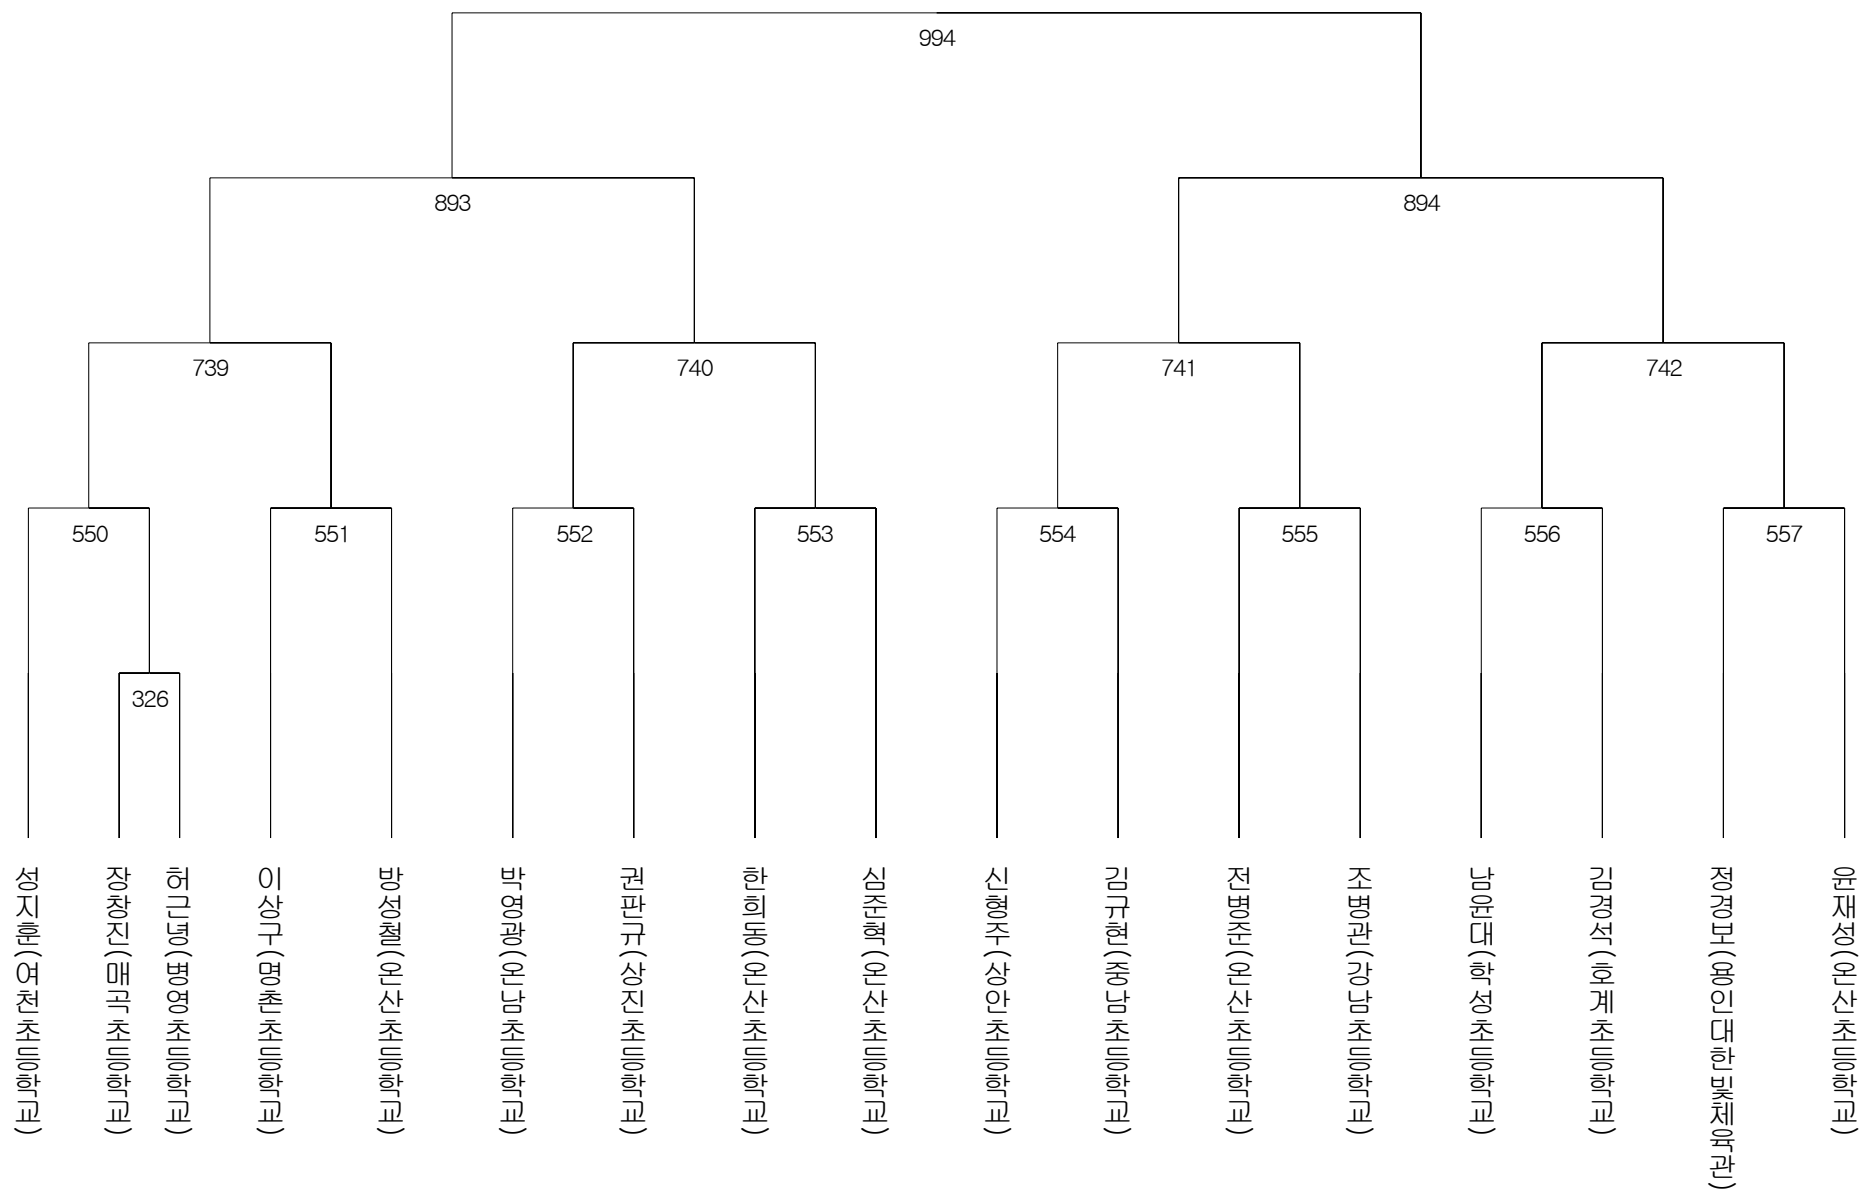 994
893
894
739
740
741
742
550
551
552
553
554
555
556
557
326
성지훈(여천초등학교)
장창진(매곡초등학교)
허근녕(병영초등학교)
이상구(명촌초등학교)
방성철(온산초등학교)
박영광(온남초등학교)
권판규(상진초등학교)
한희동(온산초등학교)
심준혁(온산초등학교)
신형주(상안초등학교)
김규현(중남초등학교)
전병준(온산초등학교)
조병관(강남초등학교)
남윤대(학성초등학교)
김경석(호계초등학교)
정경보(용인대한빛체육관)
윤재성(온산초등학교)